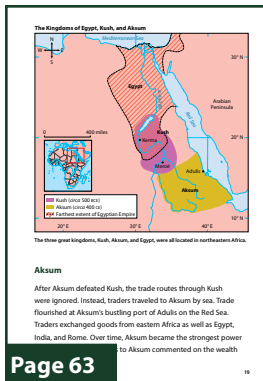 The Kingdoms of Egypt, Kush, and Aksum
Mediterranean Sea
N
W
E
S
30°N
Egypt
Red Sea
Arabian
Peninsula
0
400 miles
Kush
20°N
Kerma
Meroë
Adulis
Aksum
Kush (circa 500 BCE)
Aksum (circa 400 CE)
Farthest extent of Egyptian Empire
10°N
20°E
30°E
40°E
The three great kingdoms, Kush, Aksum, and Egypt, were all located in northeastern Africa.
Aksum
After Aksum defeated Kush, the trade routes through Kush
were ignored. Instead, traders traveled to Aksum by sea. Trade
flourished at Aksum's bustling port of Adulis on the Red Sea.
Traders exchanged goods from eastern Africa as well as Egypt,
India, and Rome. Over time, Aksum became the strongest power
to Aksum commented on the wealth
Page 63
19